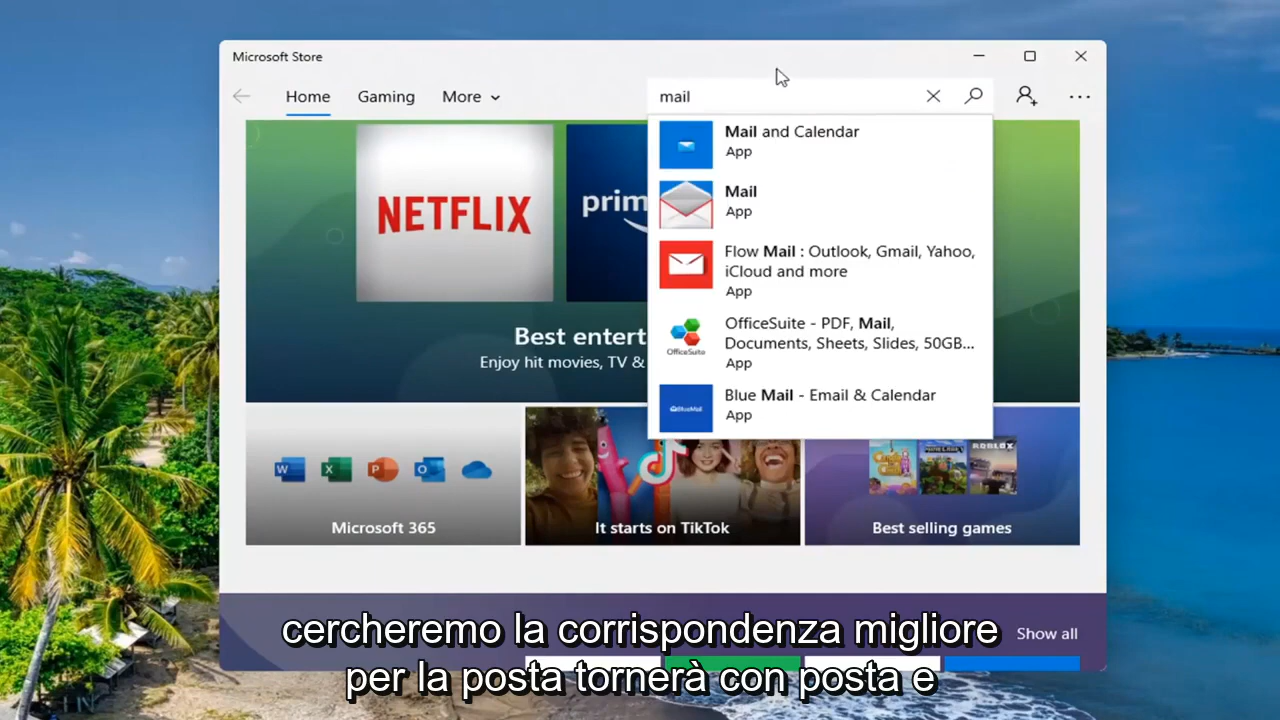 Microsoft Store
Home
Gaming
More
mail
Mail and Calendar
App
Mail
App
Flow Mail : Outlook, Gmail, Yahoo,
iCloud and more
App
OfficeSuite
OfficeSuite - PDF, Mail,
Documents, Sheets, Slides, 50GB...
App
BlueMail
Blue Mail - Email & Calendar
App
NETFLIX
prim
Best entert
Enjoy hit movies, TV &
W
X
P
O
Microsoft 365
It starts on TikTok
ROBLOX
Best selling games
Show all
cercheremo la corrispondenza migliore
per la posta tornerà con posta e